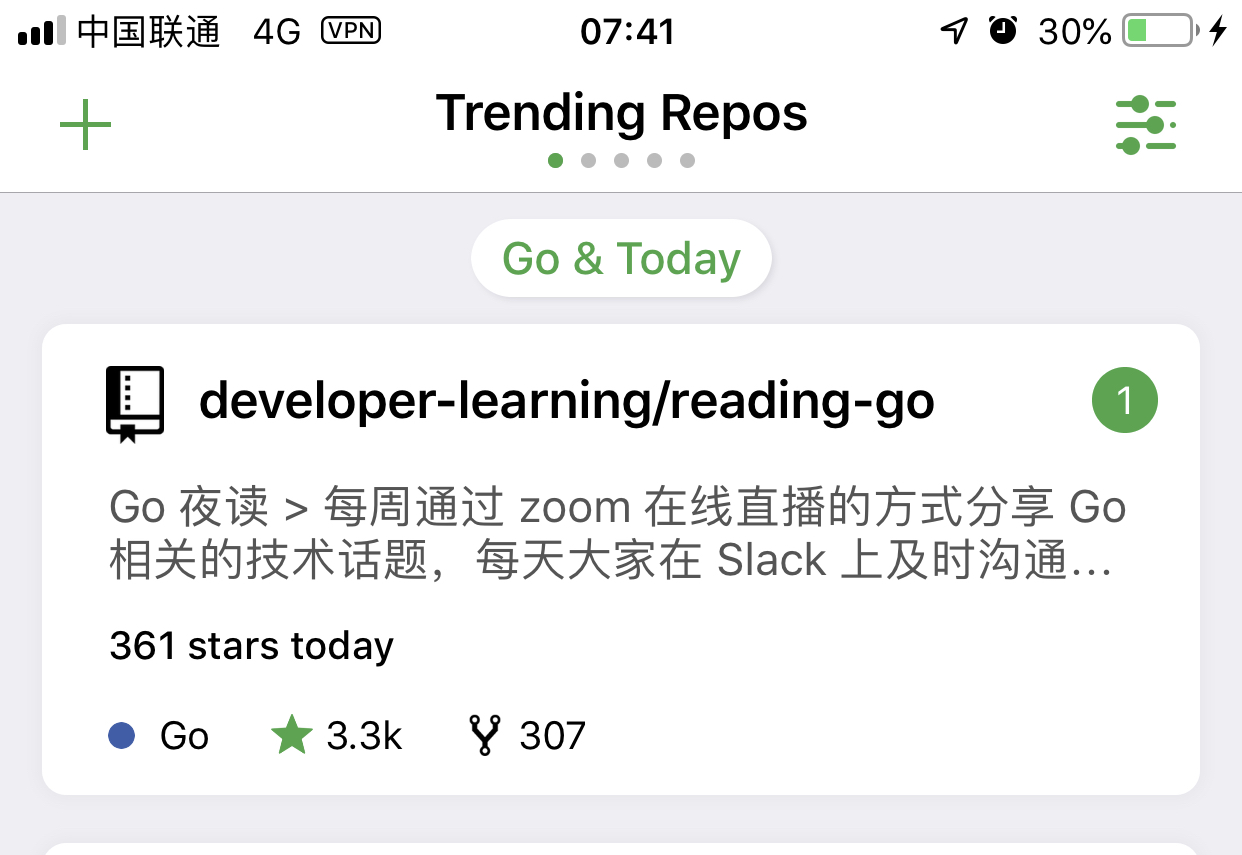 中国联通 4G VPN 07:41 30%
Trending Repos
Go & Today
developer-learning/reading-go 1
Go 夜读 > 每周通过 zoom 在线直播的方式分享 Go
相关的技术话题，每天大家在 Slack 上及时沟通…
361 stars today
Go 3.3k 307